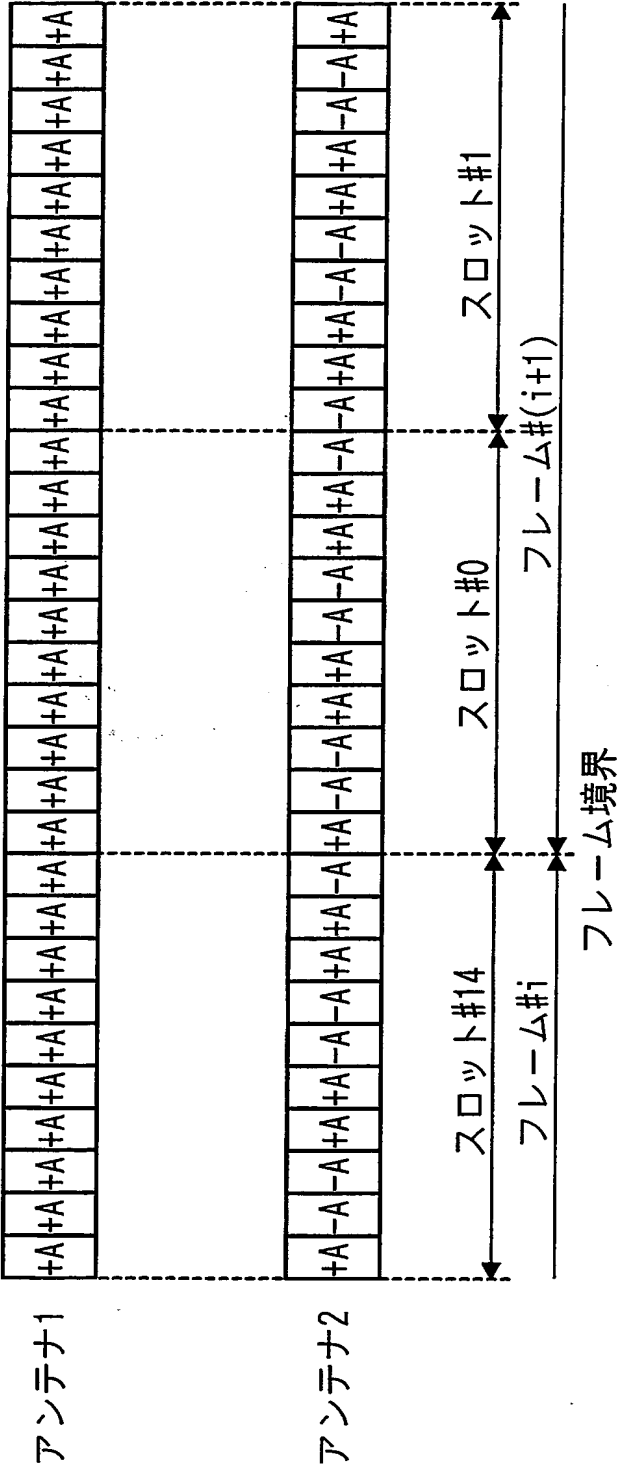 アンテナ1 +A +A +A +A +A +A +A +A +A +A +A +A +A +A +A +A +A +A +A +A +A +A +A +A +A +A +A +A +A +A
アンテナ2 +A −A −A +A +A −A −A +A +A −A +A −A −A +A +A −A −A +A +A −A −A +A +A −A −A +A +A −A −A +A
スロット#14 スロット#0 スロット#1
フレーム#i フレーム#(i+1)
フレーム境界